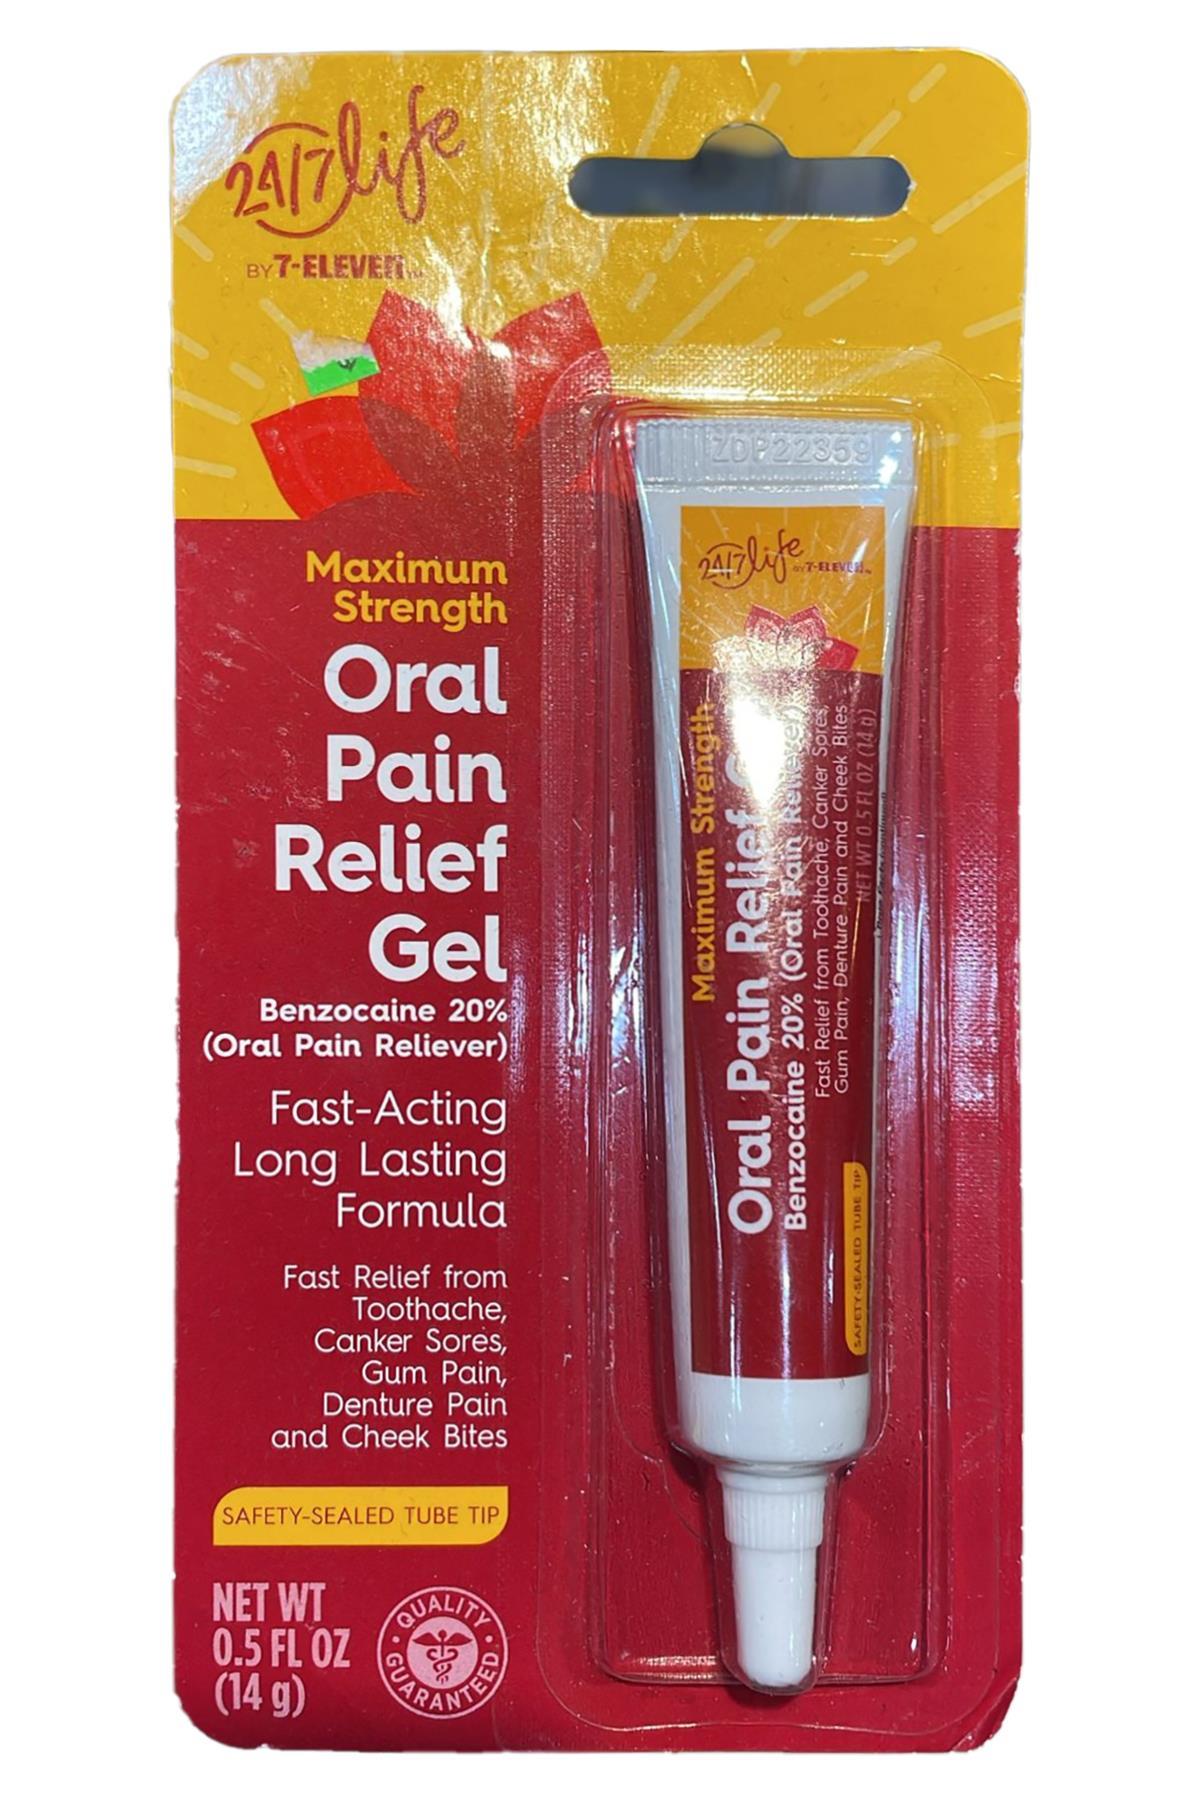 24/7 life
BY 7-ELEVEN™
Maximum
Strength
Oral
Pain
Relief
Gel
Benzocaine 20%
(Oral Pain Reliever)
Fast-Acting
Long Lasting
Formula
Fast Relief from
Toothache,
Canker Sores,
Gum Pain,
Denture Pain
and Cheek Bites
SAFETY-SEALED TUBE TIP
NET WT
0.5 FL OZ
(14 g)
QUALITY
GUARANTEED
ZDP22359
24/7 life BY 7-ELEVEN™
Maximum Strength
Oral Pain Relief
Benzocaine 20% (Oral Pain Reliever)
Fast Relief from Toothache, Canker Sores,
Gum Pain, Denture Pain and Cheek Bites
NET WT 0.5 FL OZ (14 g)
SAFETY-SEALED TUBE TIP